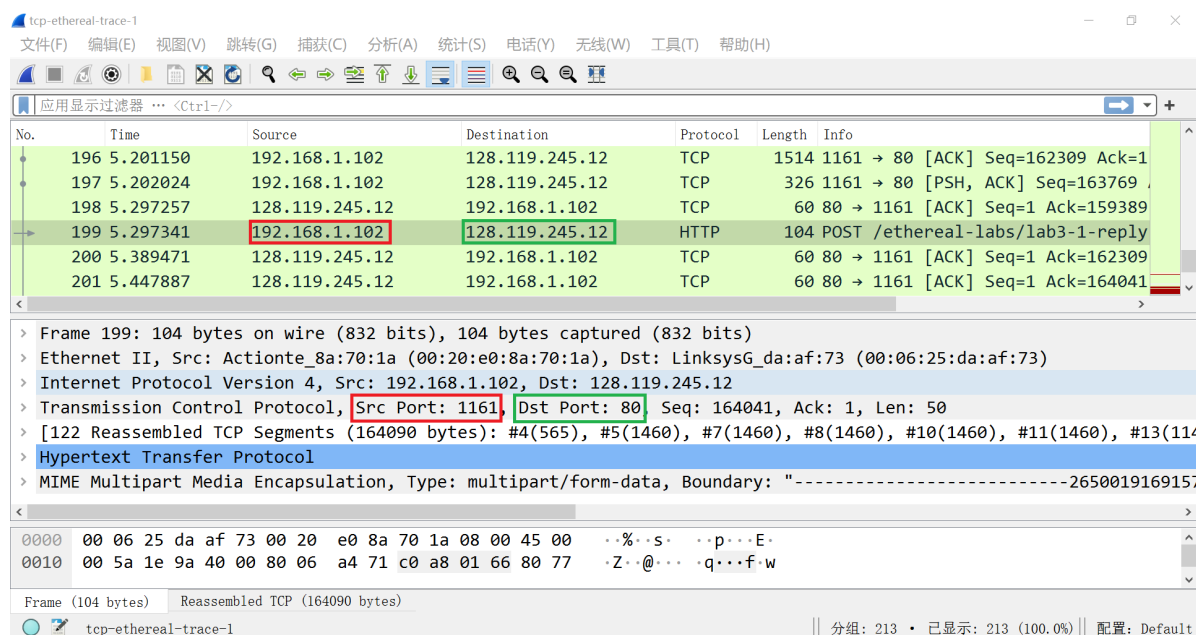 tcp-ethereal-trace-1
文件(F) 编辑(E) 视图(V) 跳转(G) 捕获(C) 分析(A) 统计(S) 电话(Y) 无线(W) 工具(T) 帮助(H)
应用显示过滤器 … <Ctrl-/>
No. Time Source Destination Protocol Length Info
196 5.201150 192.168.1.102 128.119.245.12 TCP 1514 1161 → 80 [ACK] Seq=162309 Ack=1
197 5.202024 192.168.1.102 128.119.245.12 TCP 326 1161 → 80 [PSH, ACK] Seq=163769
198 5.297257 128.119.245.12 192.168.1.102 TCP 60 80 → 1161 [ACK] Seq=1 Ack=159389
199 5.297341 192.168.1.102 128.119.245.12 HTTP 104 POST /ethereal-labs/lab3-1-reply
200 5.389471 128.119.245.12 192.168.1.102 TCP 60 80 → 1161 [ACK] Seq=1 Ack=162309
201 5.447887 128.119.245.12 192.168.1.102 TCP 60 80 → 1161 [ACK] Seq=1 Ack=164041
Frame 199: 104 bytes on wire (832 bits), 104 bytes captured (832 bits)
Ethernet II, Src: Actionte_8a:70:1a (00:20:e0:8a:70:1a), Dst: LinksysG_da:af:73 (00:06:25:da:af:73)
Internet Protocol Version 4, Src: 192.168.1.102, Dst: 128.119.245.12
Transmission Control Protocol, Src Port: 1161, Dst Port: 80, Seq: 164041, Ack: 1, Len: 50
[122 Reassembled TCP Segments (164090 bytes): #4(565), #5(1460), #7(1460), #8(1460), #10(1460), #11(1460), #13(114
Hypertext Transfer Protocol
MIME Multipart Media Encapsulation, Type: multipart/form-data, Boundary: "---------------------------2650019169157
0000 00 06 25 da af 73 00 20 e0 8a 70 1a 08 00 45 00 ··%··s· ··p···E·
0010 00 5a 1e 9a 40 00 80 06 a4 71 c0 a8 01 66 80 77 ·Z··@··· ·q···f·w
Frame (104 bytes) Reassembled TCP (164090 bytes)
tcp-ethereal-trace-1 分组: 213 · 已显示: 213 (100.0%) 配置: Default